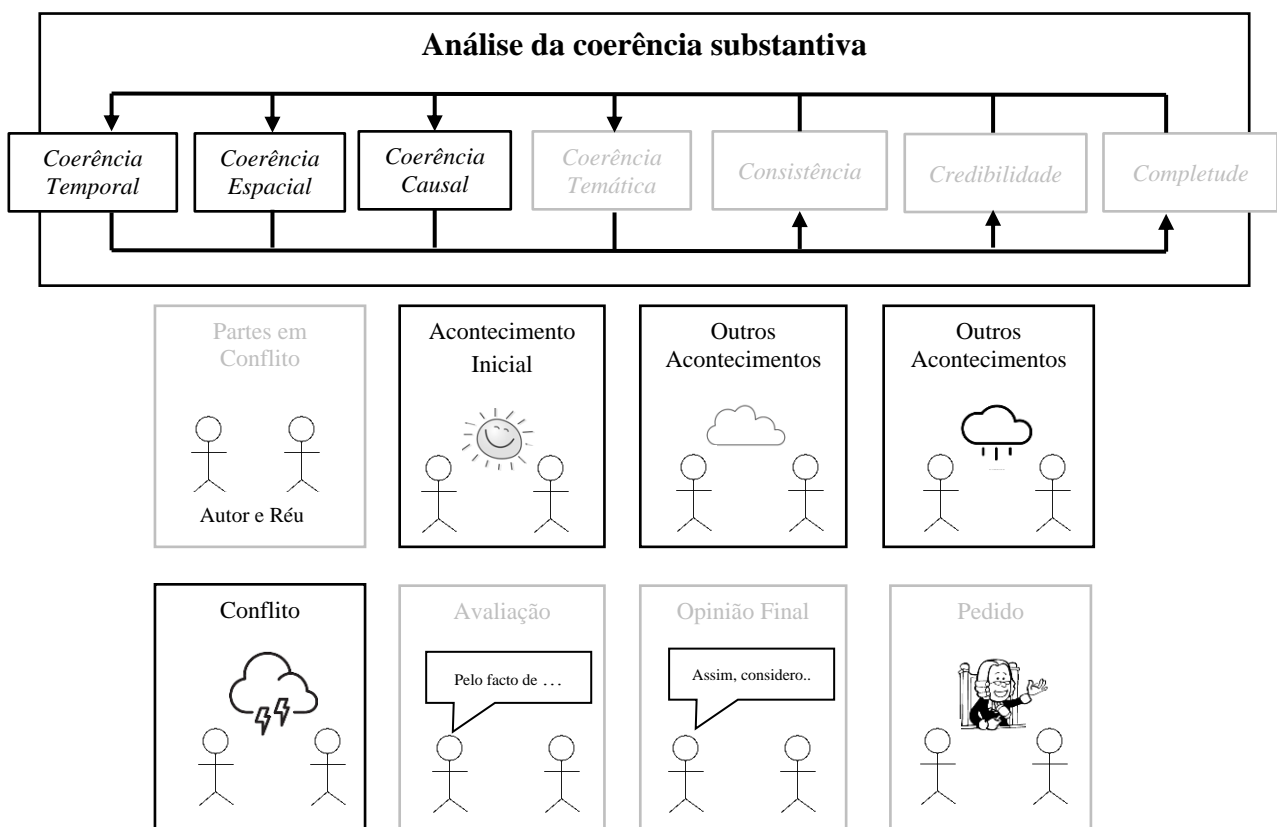 Análise da coerência substantiva
Coerência
Temporal
Coerência
Espacial
Coerência
Causal
Coerência
Temática
Consistência
Credibilidade
Completude
Partes em
Conflito
Autor e Réu
Acontecimento
Inicial
Outros
Acontecimentos
Outros
Acontecimentos
Conflito
Avaliação
Pelo facto de ...
Opinião Final
Assim, considero..
Pedido